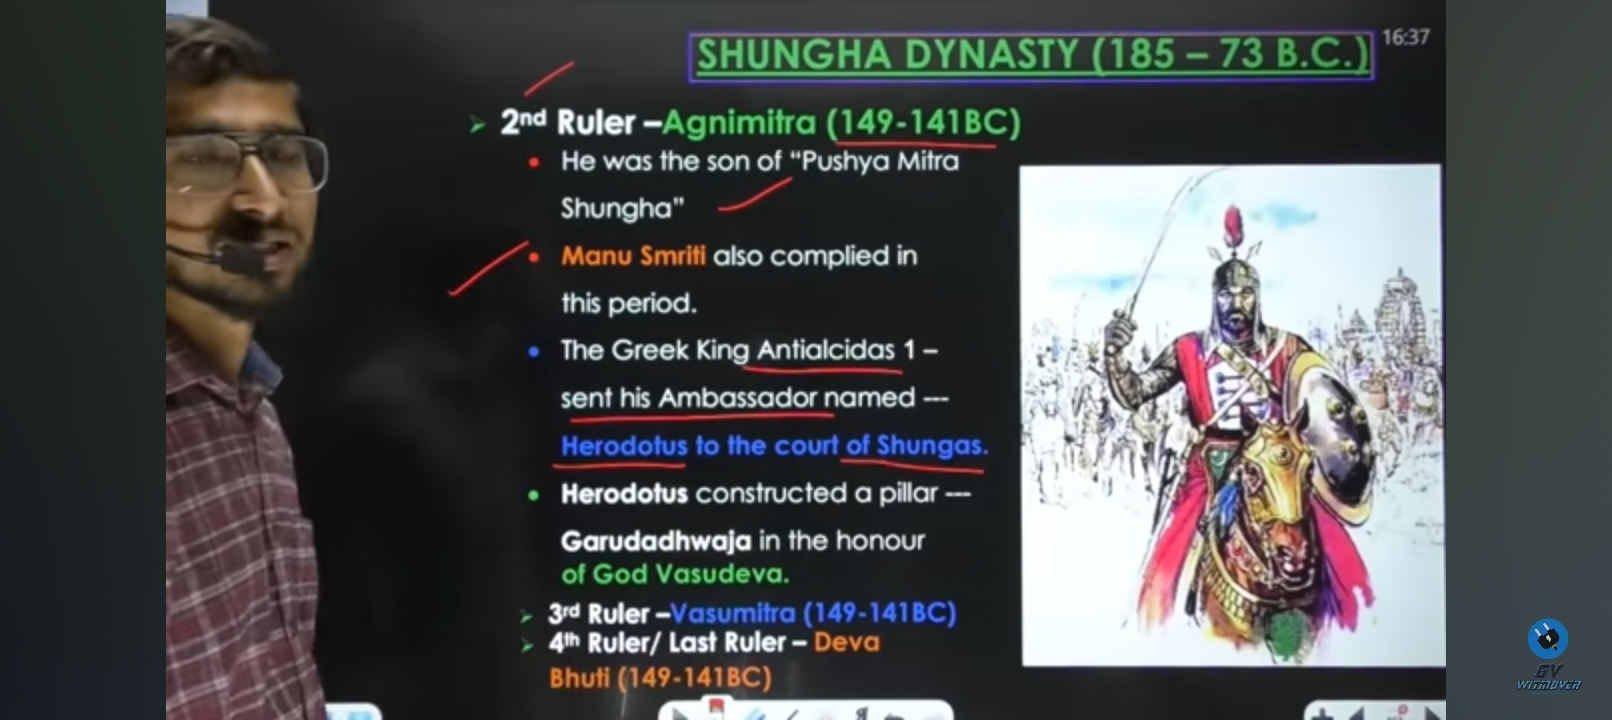 SHUNGHA DYNASTY (185 – 73 B.C.)
16:37
2nd Ruler –Agnimitra (149-141BC)
He was the son of “Pushya Mitra
Shungha”
Manu Smriti also complied in
this period.
The Greek King Antialcidas 1 –
sent his Ambassador named ---
Herodotus to the court of Shungas.
Herodotus constructed a pillar ---
Garudadhwaja in the honour
of God Vasudeva.
3rd Ruler –Vasumitra (149-141BC)
4th Ruler/ Last Ruler – Deva
Bhuti (149-141BC)
GV